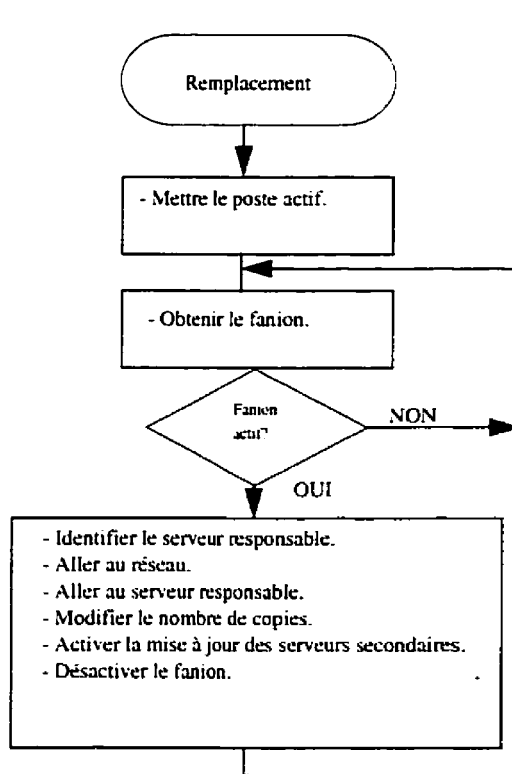 Remplacement
- Mettre le poste actif.
- Obtenir le fanion.
Fanion
actif?
NON
OUI
- Identifier le serveur responsable.
- Aller au réseau.
- Aller au serveur responsable.
- Modifier le nombre de copies.
- Activer la mise à jour des serveurs secondaires.
- Désactiver le fanion.